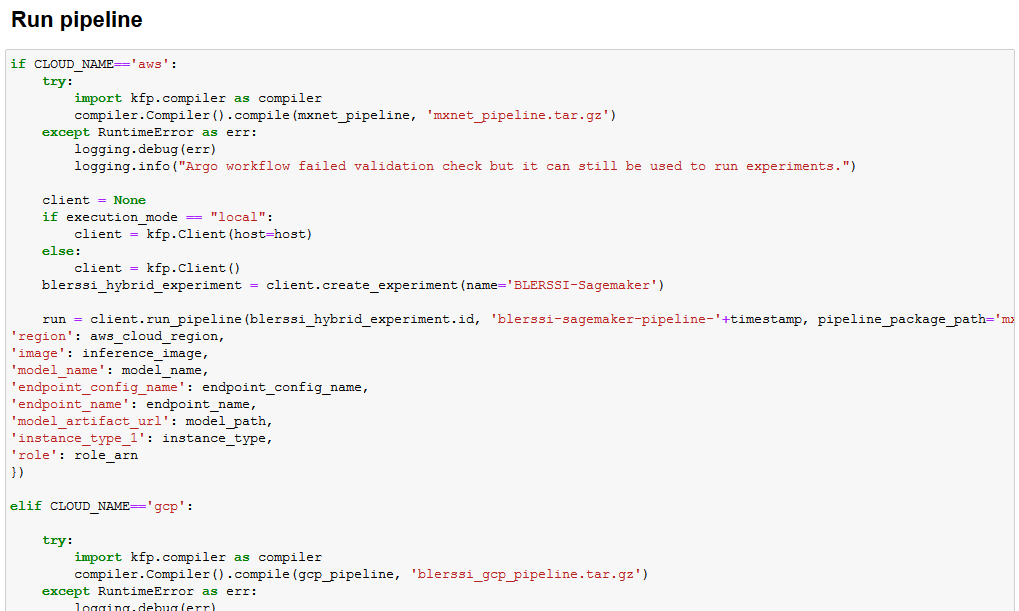 Run pipeline
if CLOUD_NAME=='aws':
try:
import kfp.compiler as compiler
compiler.Compiler().compile(mxnet_pipeline, 'mxnet_pipeline.tar.gz')
except RuntimeError as err:
logging.debug(err)
logging.info("Argo workflow failed validation check but it can still be used to run experiments.")
client = None
if execution_mode == "local":
client = kfp.Client(host=host)
else:
client = kfp.Client()
blerssi_hybrid_experiment = client.create_experiment(name='BLERSSI-Sagemaker')
run = client.run_pipeline(blerssi_hybrid_experiment.id, 'blerssi-sagemaker-pipeline-'+timestamp, pipeline_package_path='mx
'region': aws_cloud_region,
'image': inference_image,
'model_name': model_name,
'endpoint_config_name': endpoint_config_name,
'endpoint_name': endpoint_name,
'model_artifact_url': model_path,
'instance_type_1': instance_type,
'role': role_arn
})
elif CLOUD_NAME=='gcp':
try:
import kfp.compiler as compiler
compiler.Compiler().compile(gcp_pipeline, 'blerssi_gcp_pipeline.tar.gz')
except RuntimeError as err:
logging.debug(err)